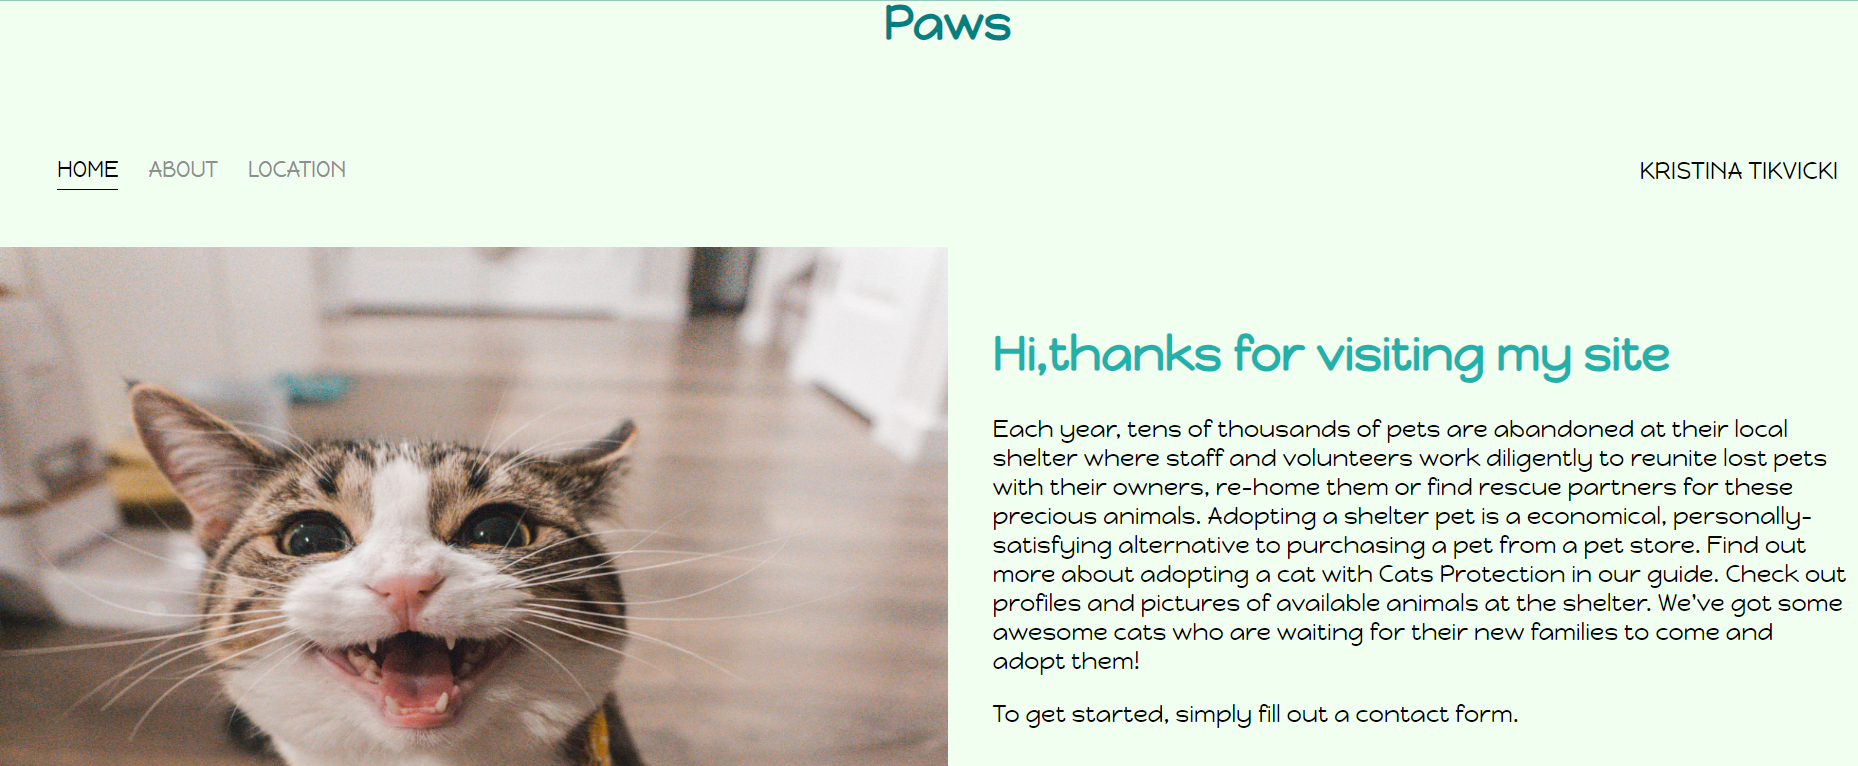 Paws
HOME ABOUT LOCATION
KRISTINA TIKVICKI
Hi,thanks for visiting my site
Each year, tens of thousands of pets are abandoned at their local
shelter where staff and volunteers work diligently to reunite lost pets
with their owners, re-home them or find rescue partners for these
precious animals. Adopting a shelter pet is a economical, personally-
satisfying alternative to purchasing a pet from a pet store. Find out
more about adopting a cat with Cats Protection in our guide. Check out
profiles and pictures of available animals at the shelter. We've got some
awesome cats who are waiting for their new families to come and
adopt them!
To get started, simply fill out a contact form.